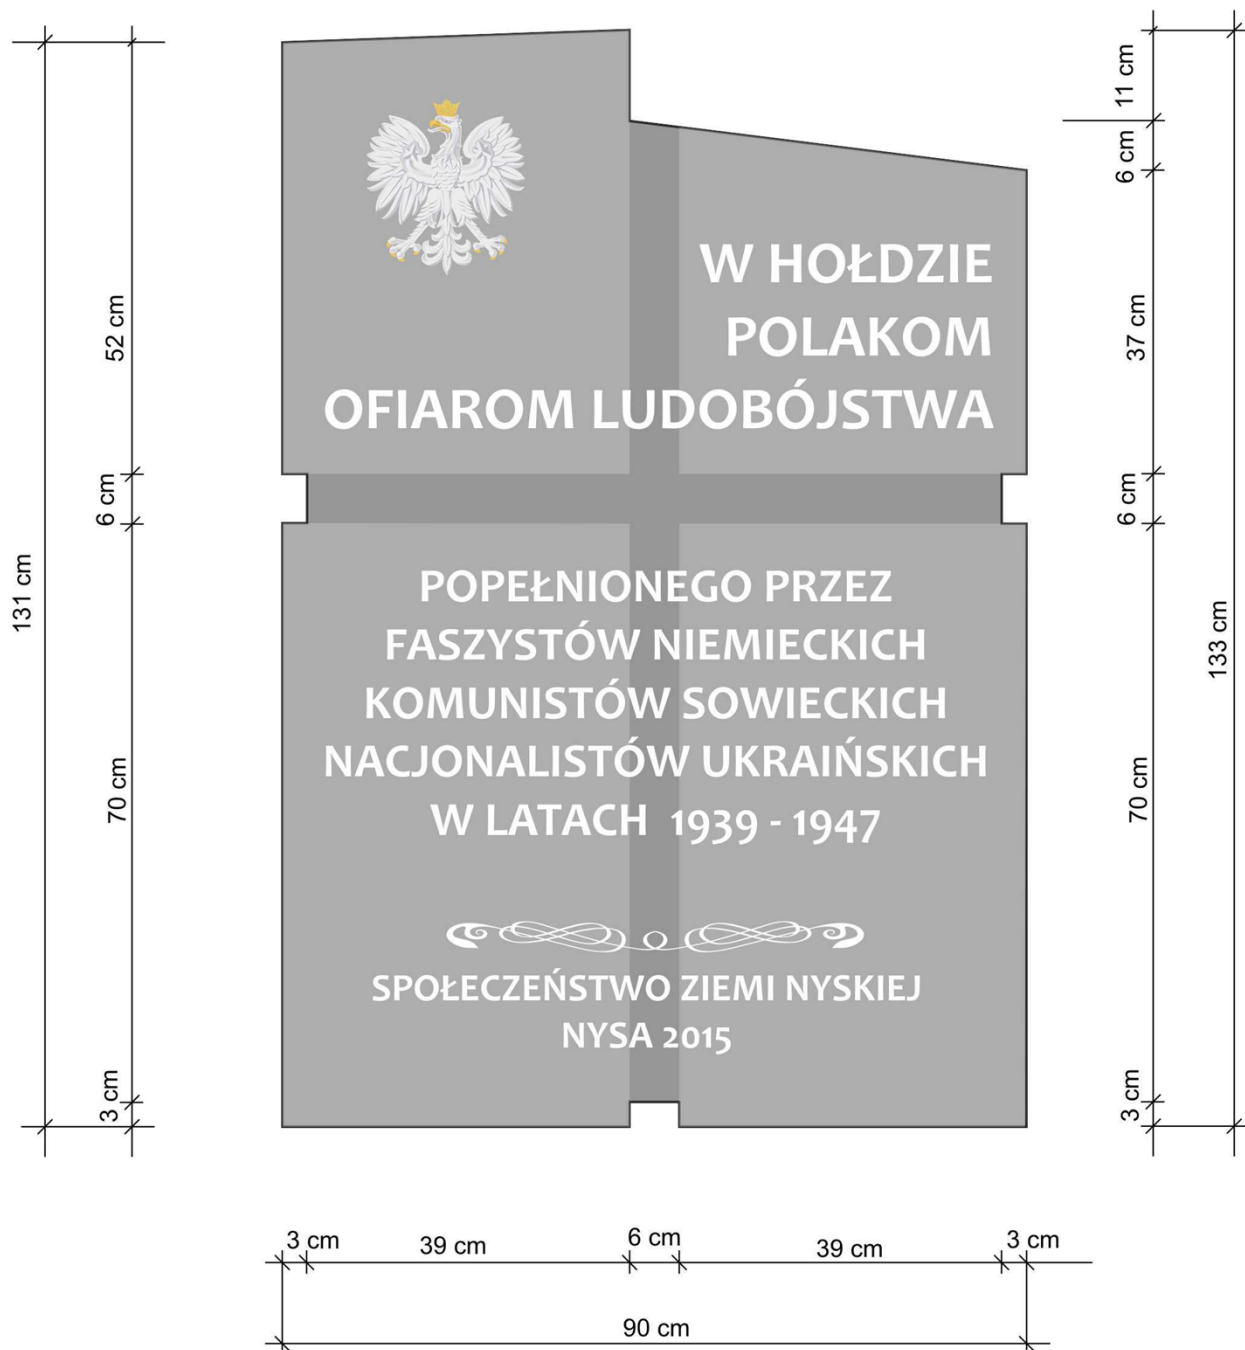 W HOŁDZIE
POLAKOM
OFIAROM LUDOBÓJSTWA
POPEŁNIONEGO PRZEZ
FASZYSTÓW NIEMIECKICH
KOMUNISTÓW SOWIECKICH
NACJONALISTÓW UKRAIŃSKICH
W LATACH 1939 - 1947
SPOŁECZEŃSTWO ZIEMI NYSKIEJ
NYSA 2015
131 cm
52 cm
6 cm
70 cm
3 cm
11 cm
6 cm
37 cm
6 cm
70 cm
3 cm
133 cm
3 cm 39 cm 6 cm 39 cm 3 cm
90 cm